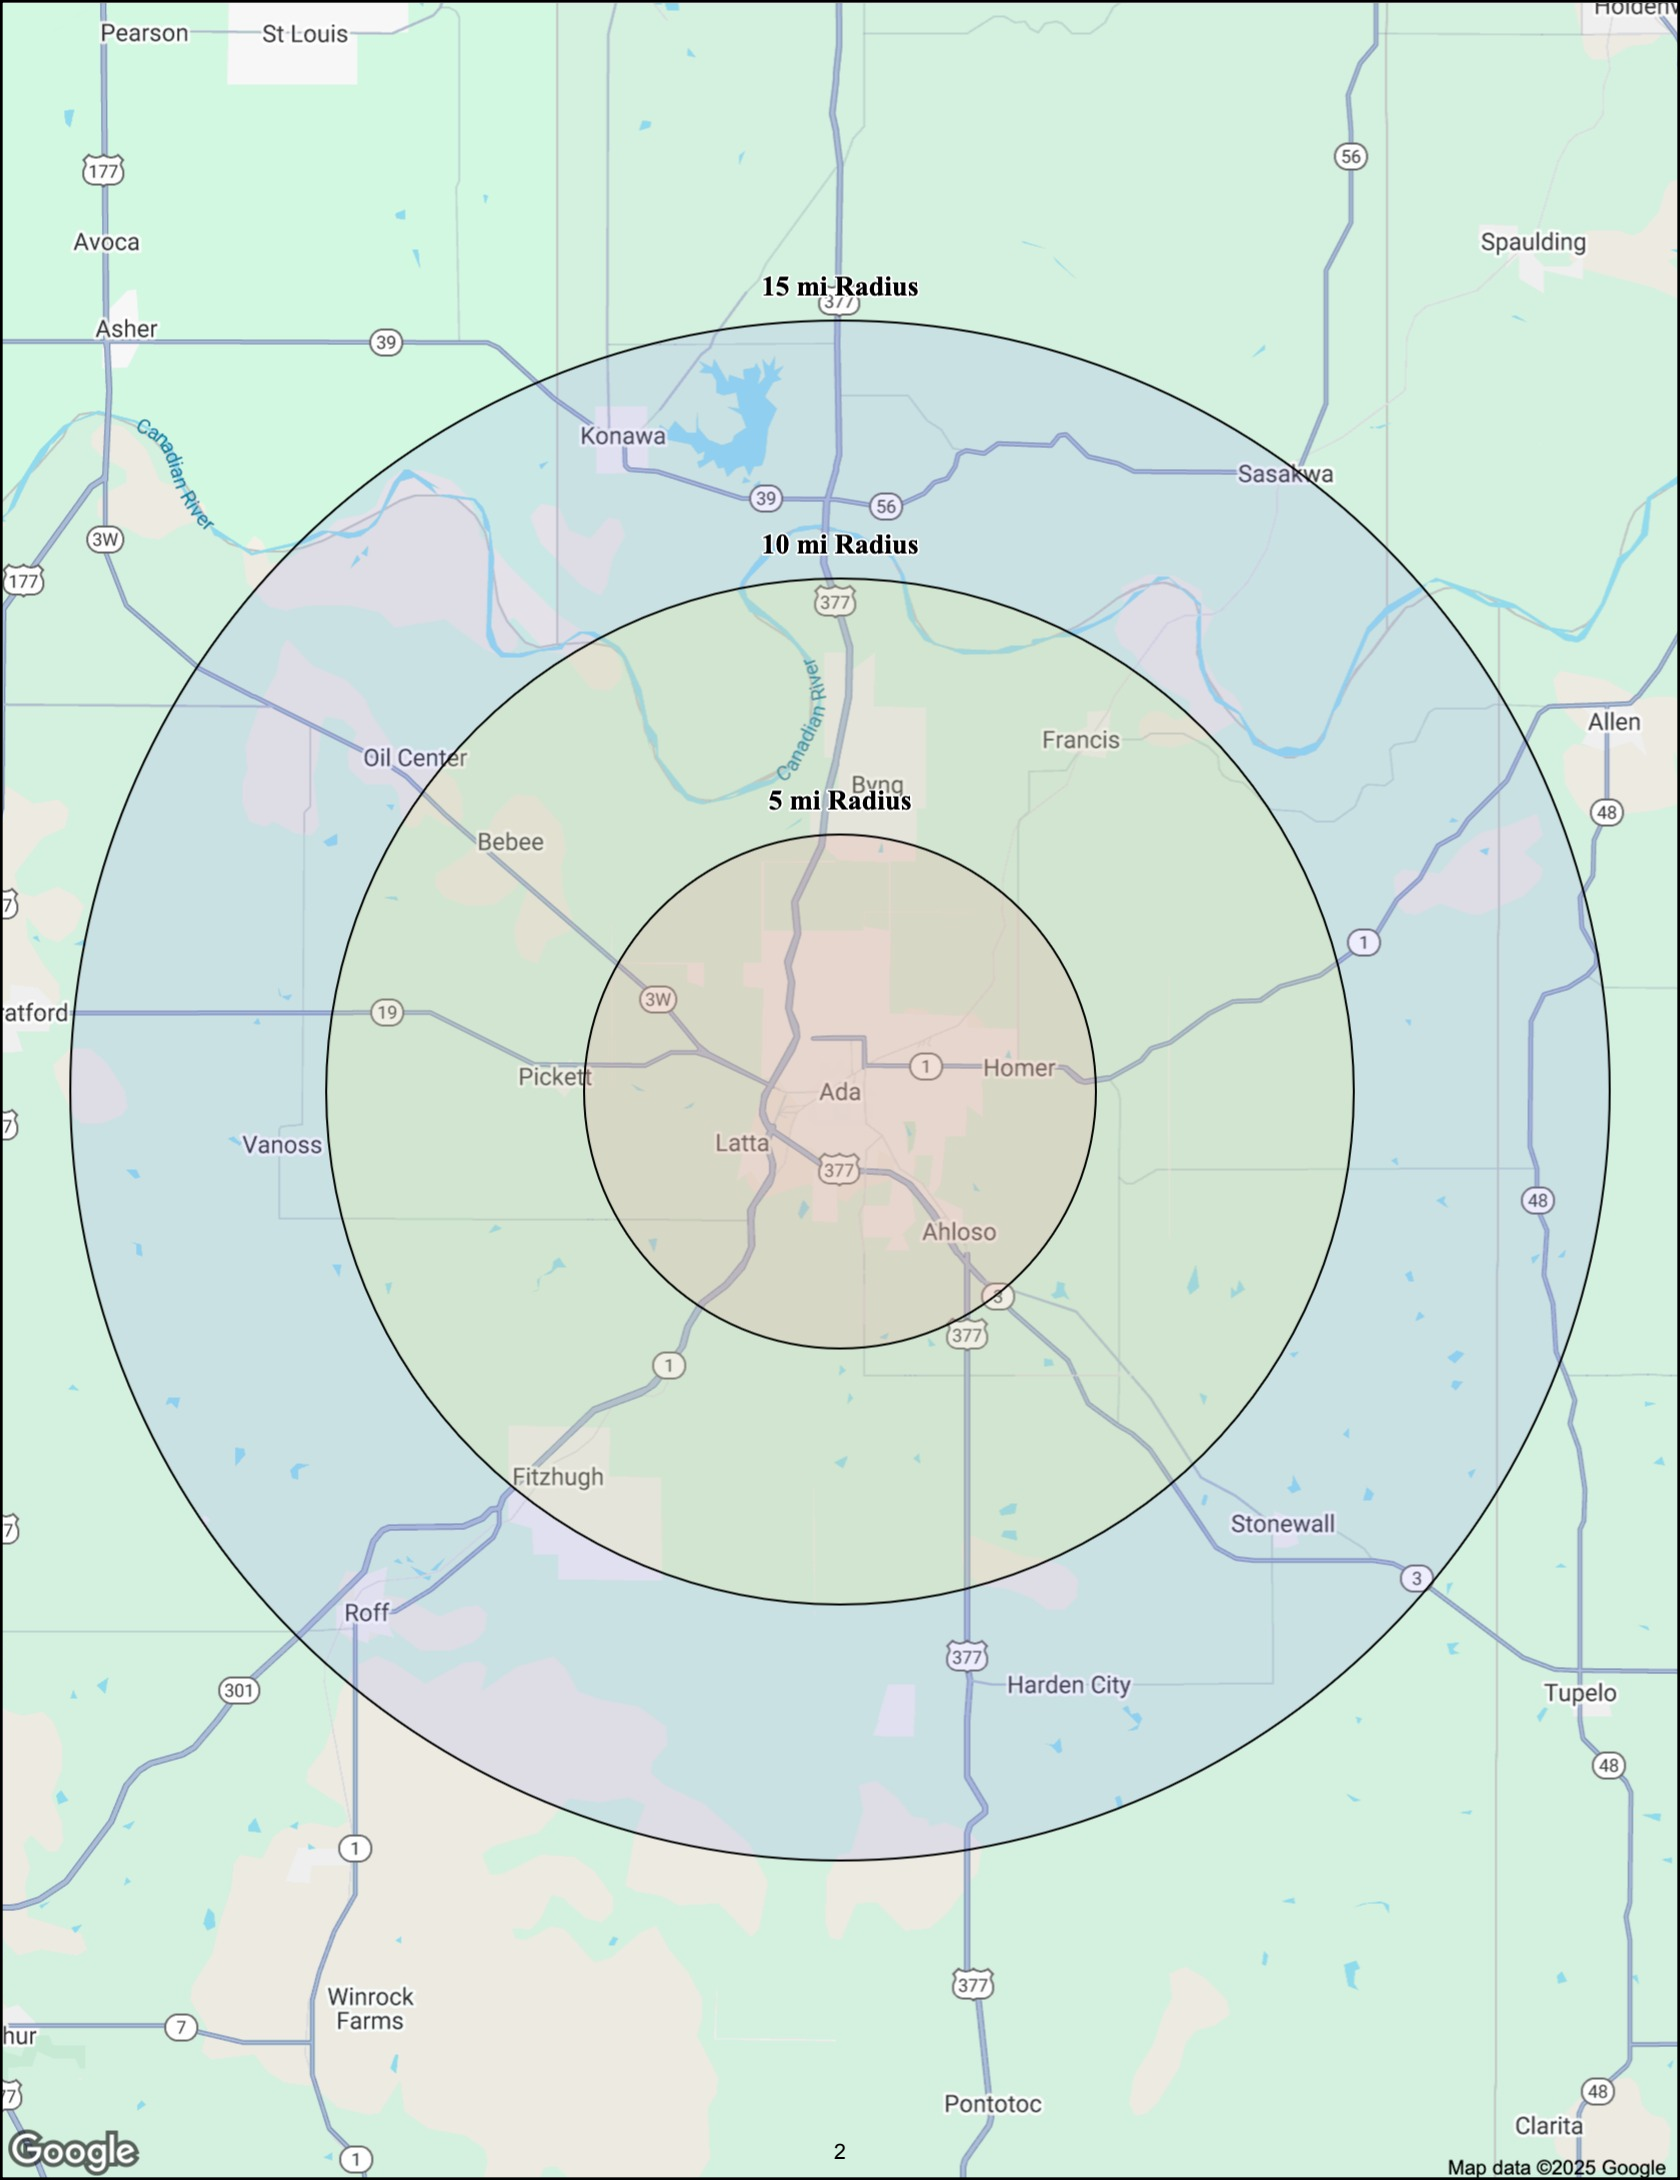 Pearson
St Louis
177
56
Avoca
Spaulding
15 mi Radius
377
Asher
39
Canadian River
Konawa
Sasakwa
39
56
3W
10 mi Radius
177
377
Canadian River
Allen
Francis
Oil Center
Byng
5 mi Radius
48
Bebee
1
3W
19
atford
1
Homer
Pickett
Ada
Latta
Vanoss
377
48
Ahloso
3
377
1
Fitzhugh
Stonewall
3
Roff
377
Harden City
301
Tupelo
48
1
377
Winrock
Farms
7
hur
48
Pontotoc
Clarita
Google
2
1
Map data ©2025 Google